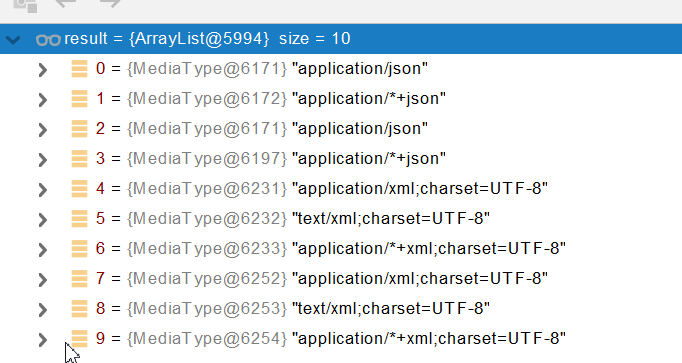 result = {ArrayList@5994} size = 10
0 = {MediaType@6171} "application/json"
1 = {MediaType@6172} "application/*+json"
2 = {MediaType@6171} "application/json"
3 = {MediaType@6197} "application/*+json"
4 = {MediaType@6231} "application/xml;charset=UTF-8"
5 = {MediaType@6232} "text/xml;charset=UTF-8"
6 = {MediaType@6233} "application/*+xml;charset=UTF-8"
7 = {MediaType@6252} "application/xml;charset=UTF-8"
8 = {MediaType@6253} "text/xml;charset=UTF-8"
9 = {MediaType@6254} "application/*+xml;charset=UTF-8"